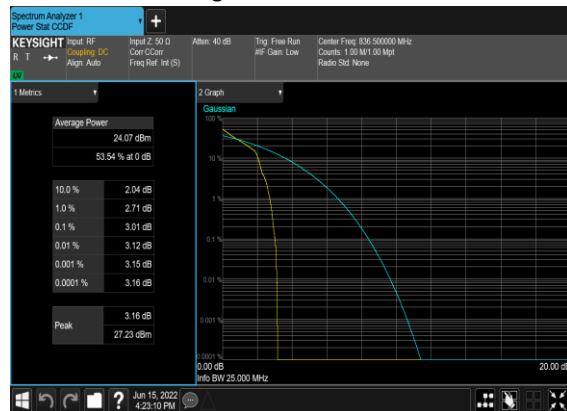 Spectrum Analyzer 1
Power Stat CCDF
+
KEYSIGHT
R T
Input: RF
Coupling: DC
Align: Auto
Input Z: 50 Ω
Corr CCorr
Freq Ref: Int (S)
Atten: 40 dB
Trig: Free Run
#IF Gain: Low
Center Freq: 836.500000 MHz
Counts: 1.00 M/1.00 Mpt
Radio Std: None
1 Metrics
Average Power
24.07 dBm
53.54 % at 0 dB
10.0 % 2.04 dB
1.0 % 2.71 dB
0.1 % 3.01 dB
0.01 % 3.12 dB
0.001 % 3.15 dB
0.0001 % 3.16 dB
Peak
3.16 dB
27.23 dBm
2 Graph
Gaussian
100 %
10 %
1 %
0.1 %
0.01 %
0.001 %
0.0001 %
0.00 dB
20.00 dB
Info BW 25.000 MHz
?
Jun 15, 2022
4:23:10 PM